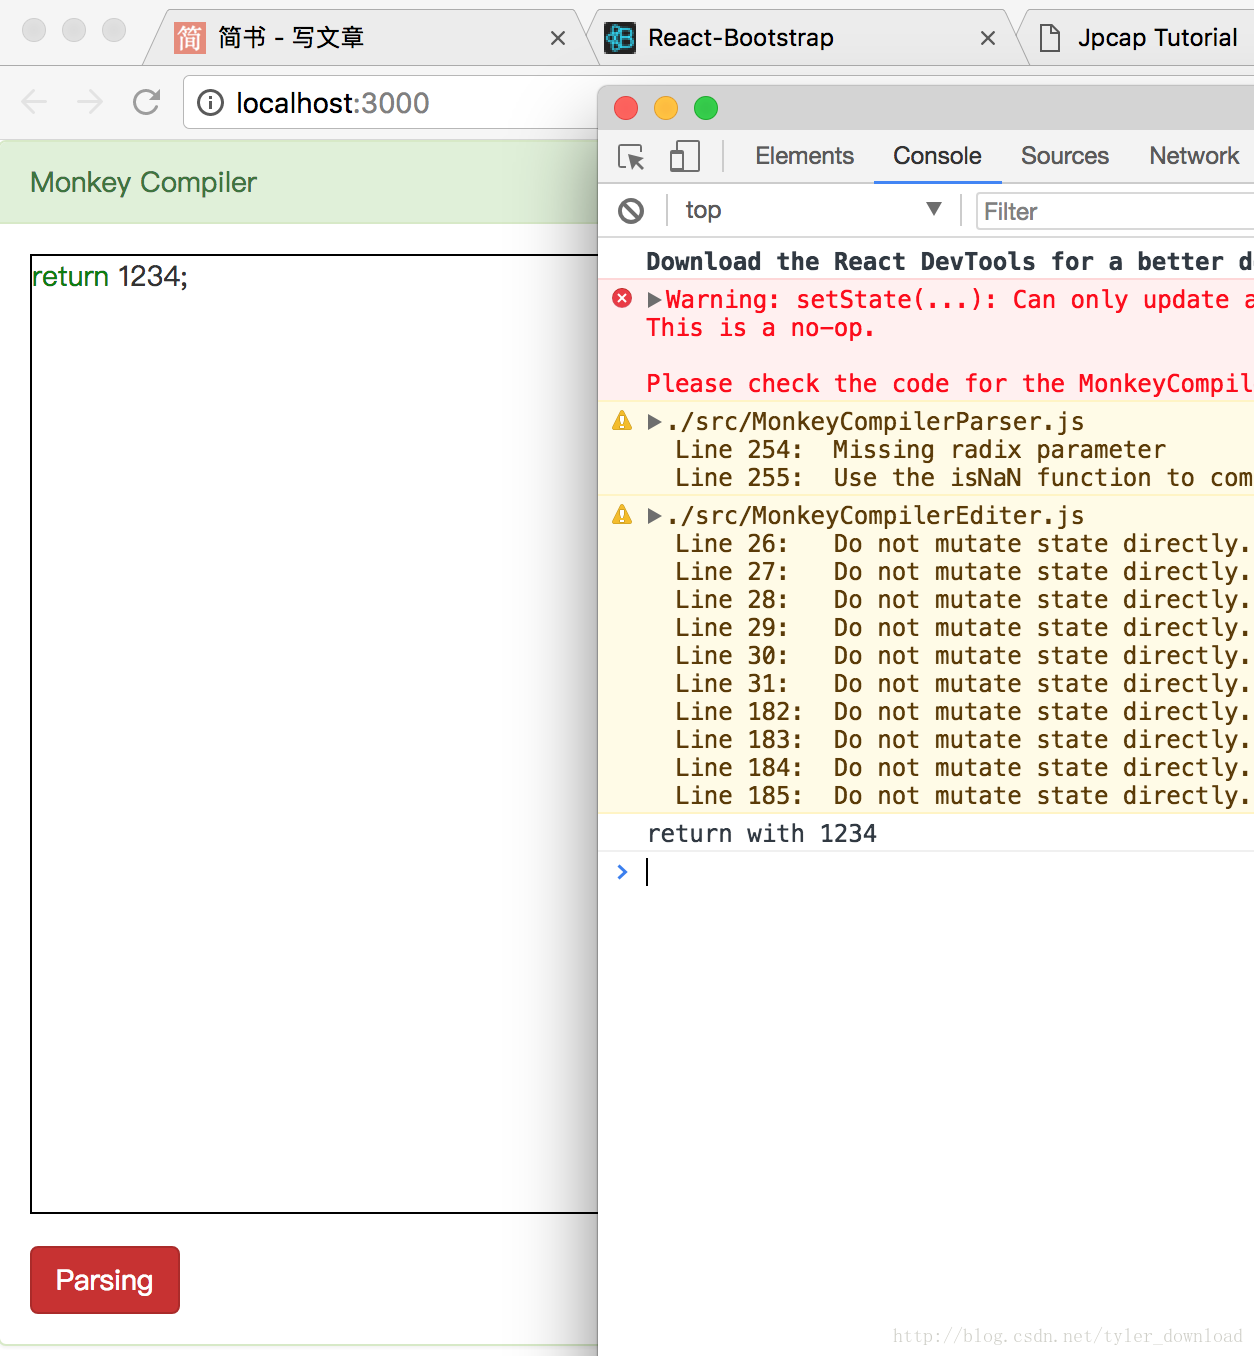 简
简书 - 写文章
React-Bootstrap
Jpcap Tutorial
localhost:3000
Monkey Compiler
return 1234;
Parsing
Elements Console Sources Network
top
Filter
Download the React DevTools for a better d
Warning: setState(...): Can only update a
This is a no-op.
Please check the code for the MonkeyCompil
./src/MonkeyCompilerParser.js
Line 254: Missing radix parameter
Line 255: Use the isNaN function to com
./src/MonkeyCompilerEditer.js
Line 26: Do not mutate state directly.
Line 27: Do not mutate state directly.
Line 28: Do not mutate state directly.
Line 29: Do not mutate state directly.
Line 30: Do not mutate state directly.
Line 31: Do not mutate state directly.
Line 182: Do not mutate state directly.
Line 183: Do not mutate state directly.
Line 184: Do not mutate state directly.
Line 185: Do not mutate state directly.
return with 1234
>
http://blog.csdn.net/tyler_download